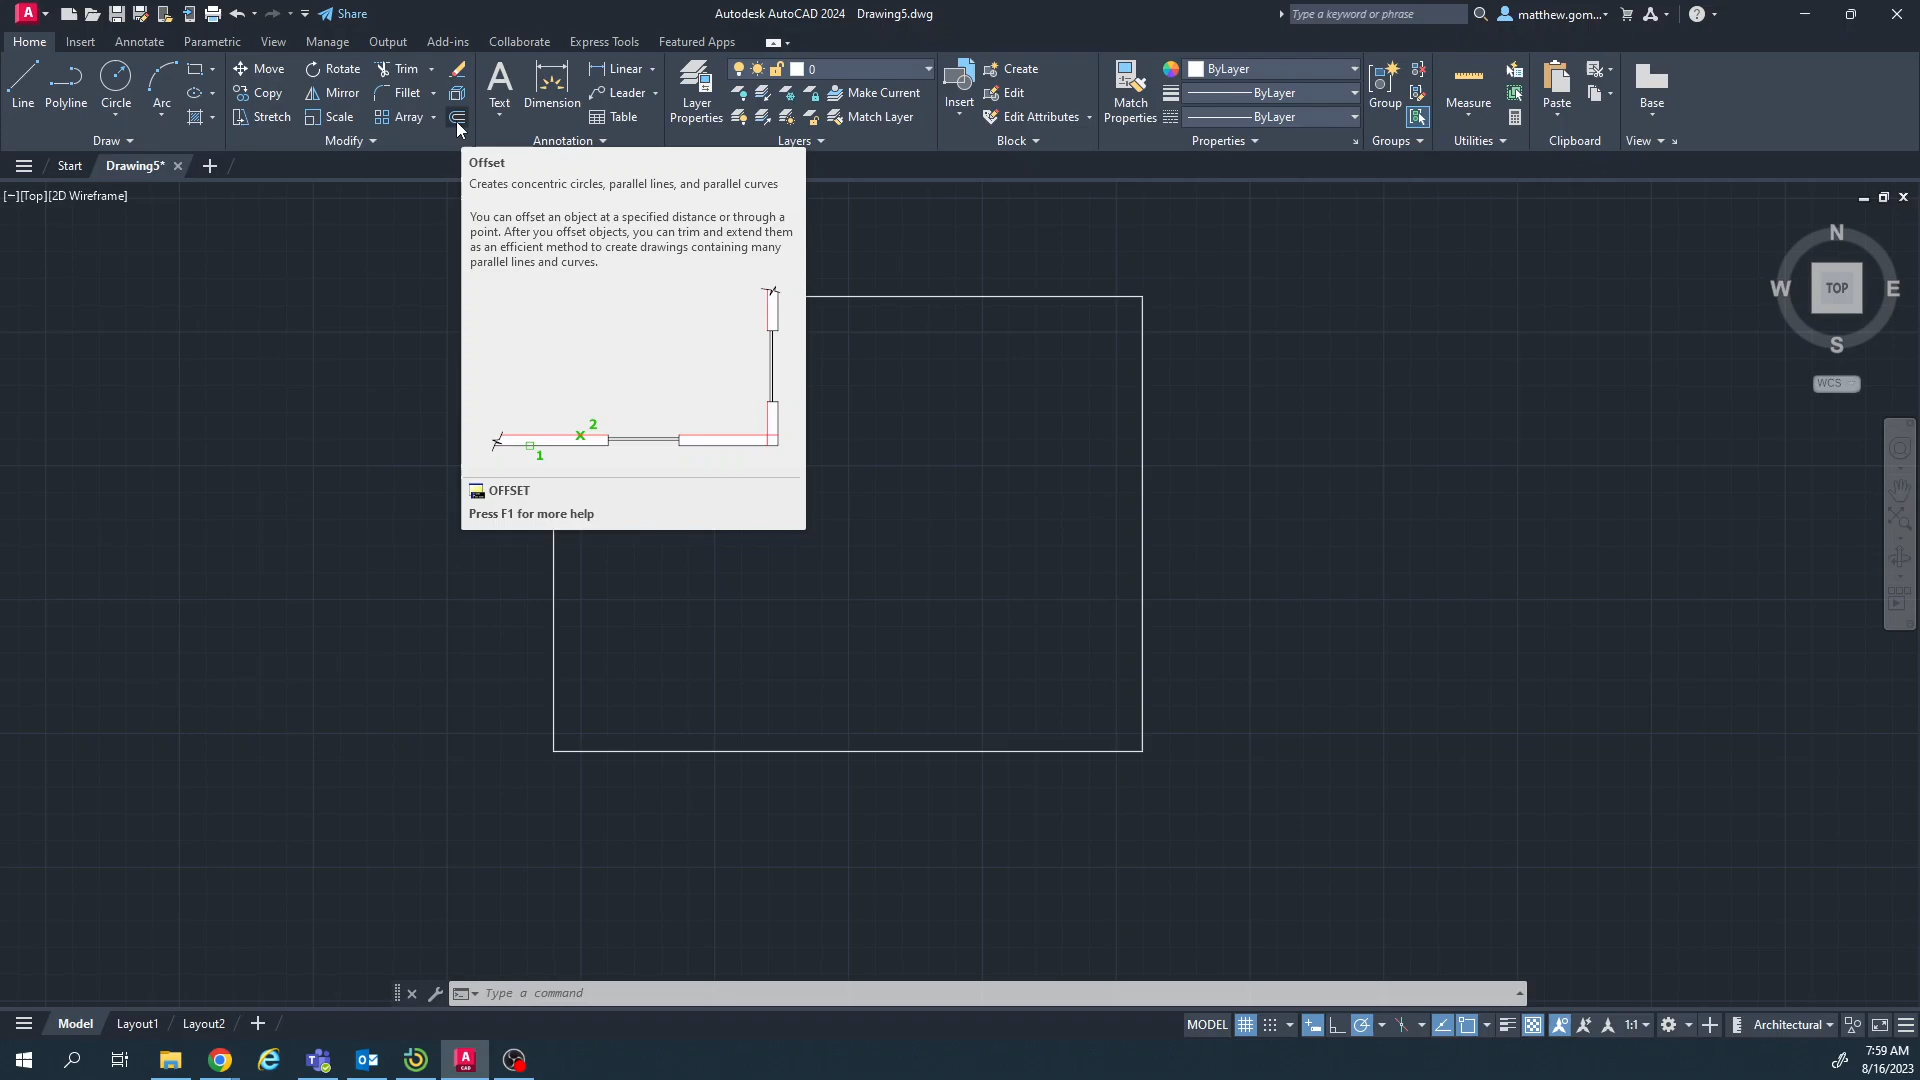 Share
Autodesk AutoCAD 2024 Drawing5.dwg
Type a keyword or phrase
matthew.gom...
Home Insert Annotate Parametric View Manage Output Add-ins Collaborate Express Tools Featured Apps
Line
Polyline
Circle
Arc
Draw
Move Rotate Trim
Copy Mirror Fillet
Stretch Scale Array
Modify
Text
Dimension
Linear
Leader
Table
Annotation
Layer
Properties
0
Make Current
Match Layer
Layers
Insert
Create
Edit
Edit Attributes
Block
Match
Properties
ByLayer
ByLayer
ByLayer
Properties
Group
Groups
Measure
Utilities
Paste
Clipboard
Base
View
Start Drawing5*
[−][Top][2D Wireframe]
Offset
Creates concentric circles, parallel lines, and parallel curves
You can offset an object at a specified distance or through a
point. After you offset objects, you can trim and extend them
as an efficient method to create drawings containing many
parallel lines and curves.
2
1
OFFSET
Press F1 for more help
N
W TOP E
S
WCS
Type a command
Model Layout1 Layout2
MODEL
1:1
Architectural
7:59 AM
8/16/2023